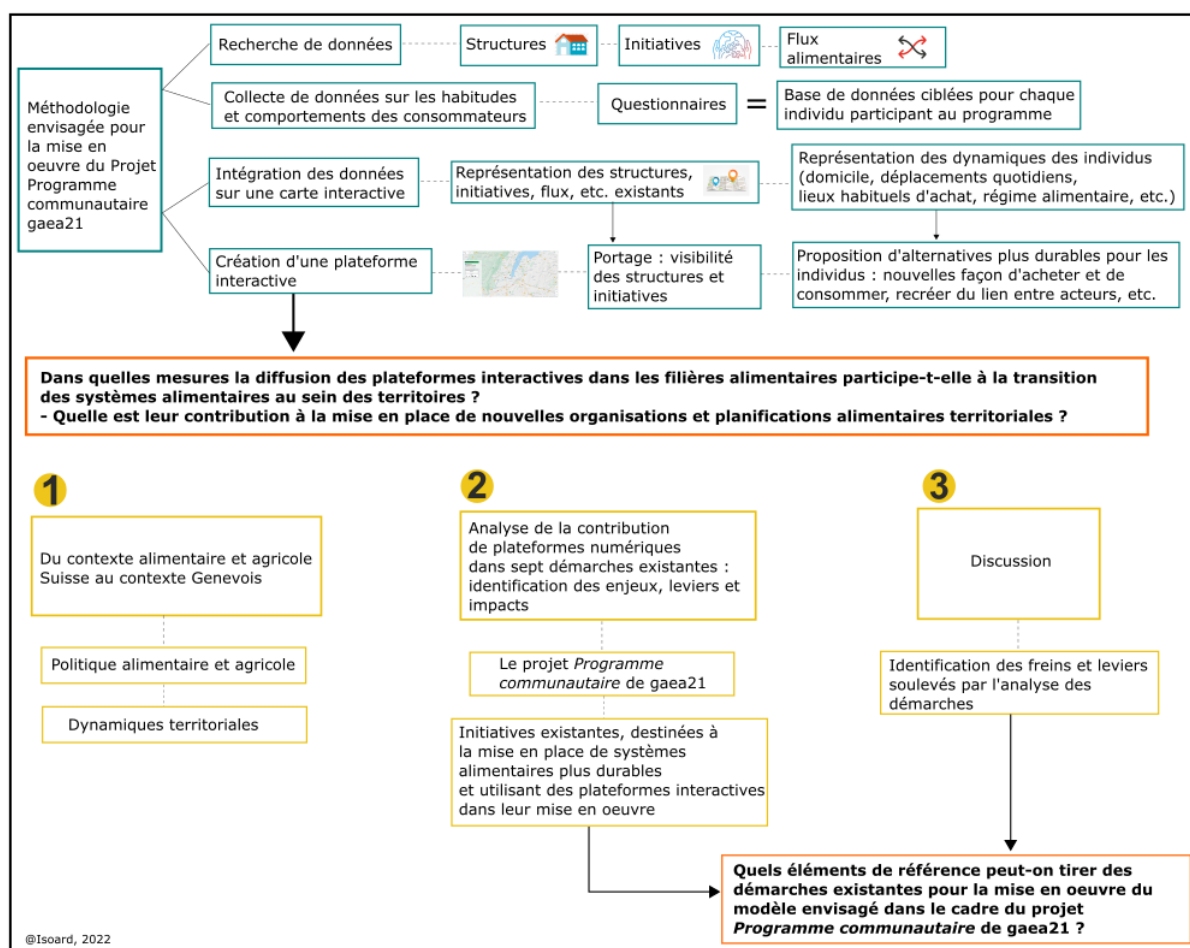 Méthodologie
envisagée pour
la mise en
oeuvre du Projet
Programme
communautaire
gaea21
Recherche de données
Structures
Initiatives
Flux
alimentaires
Collecte de données sur les habitudes
et comportements des consommateurs
Questionnaires
=
Base de données ciblées pour chaque
individu participant au programme
Intégration des données
sur une carte interactive
Représentation des structures,
initiatives, flux, etc. existants
Représentation des dynamiques des individus
(domicile, déplacements quotidiens,
lieux habituels d'achat, régime alimentaire, etc.)
Création d'une plateforme
interactive
Portage : visibilité
des structures et
initiatives
Proposition d'alternatives plus durables pour les
individus : nouvelles façon d'acheter et de
consommer, recréer du lien entre acteurs, etc.
Dans quelles mesures la diffusion des plateformes interactives dans les filières alimentaires participe-t-elle à la transition
des systèmes alimentaires au sein des territoires ?
- Quelle est leur contribution à la mise en place de nouvelles organisations et planifications alimentaires territoriales ?
1
Du contexte alimentaire et agricole
Suisse au contexte Genevois
Politique alimentaire et agricole
Dynamiques territoriales
2
Analyse de la contribution
de plateformes numériques
dans sept démarches existantes :
identification des enjeux, leviers et
impacts
Le projet Programme
communautaire de gaea21
Initiatives existantes, destinées à
la mise en place de systèmes
alimentaires plus durables
et utilisant des plateformes interactives
dans leur mise en oeuvre
3
Discussion
Identification des freins et leviers
soulevés par l'analyse des
démarches
Quels éléments de référence peut-on tirer des
démarches existantes pour la mise en oeuvre du
modèle envisagé dans le cadre du projet
Programme communautaire de gaea21 ?
@Isoard, 2022